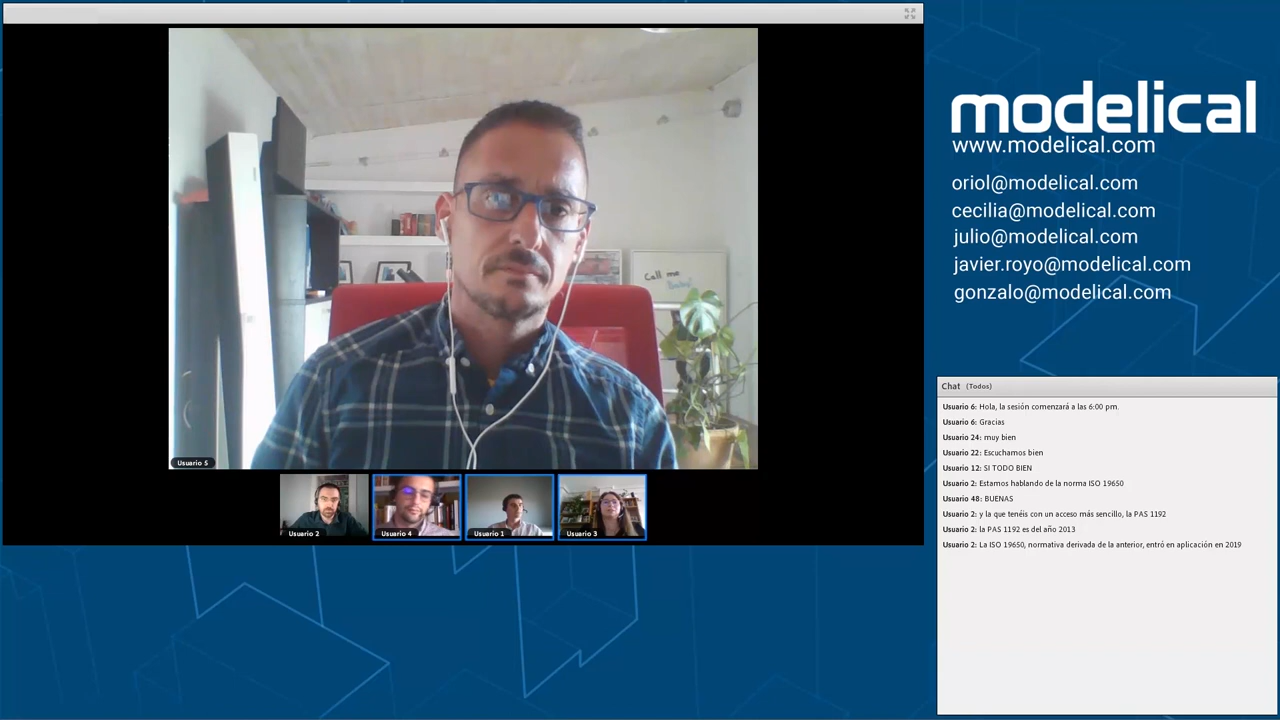 Call me
baby!
Usuario 5
Usuario 2
Usuario 4
Usuario 1
Usuario 3
modelical
www.modelical.com
oriol@modelical.com
cecilia@modelical.com
julio@modelical.com
javier.royo@modelical.com
gonzalo@modelical.com
Chat (Todos)
Usuario 6: Hola, la sesión comenzará a las 6:00 pm.
Usuario 6: Gracias
Usuario 24: muy bien
Usuario 22: Escuchamos bien
Usuario 12: SI TODO BIEN
Usuario 2: Estamos hablando de la norma ISO 19650
Usuario 48: BUENAS
Usuario 2: y la que tenéis con un acceso más sencillo, la PAS 1192
Usuario 2: la PAS 1192 es del año 2013
Usuario 2: La ISO 19650, normativa derivada de la anterior, entró en aplicación en 2019